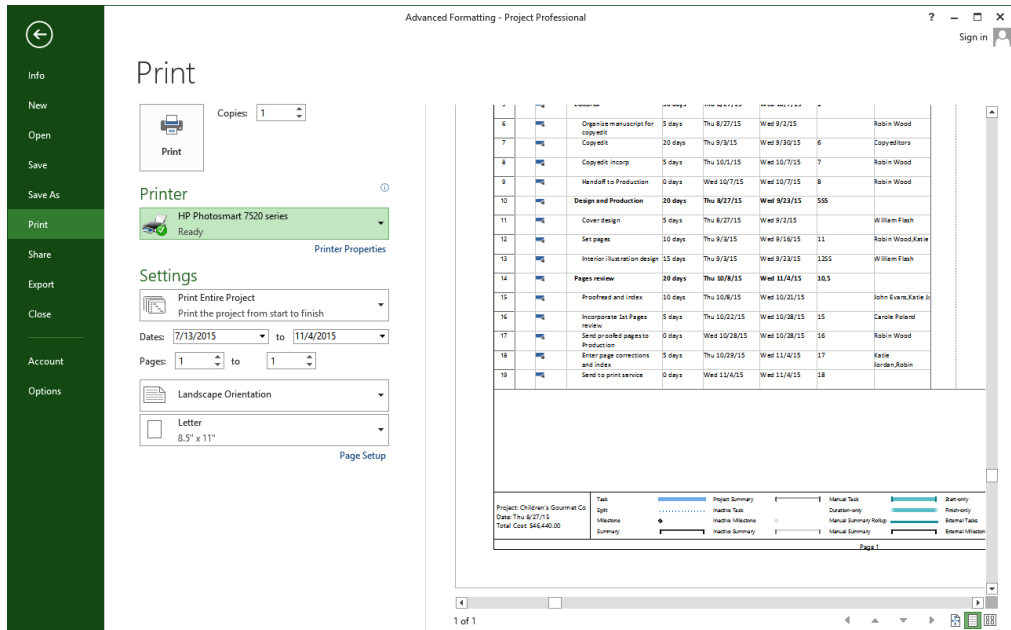 Advanced Formatting - Project Professional
?
Sign in
Info
New
Open
Save
Save As
Print
Share
Export
Close
Account
Options
Print
Print
Copies: 1
Printer
HP Photosmart 7520 series
Ready
Printer Properties
Settings
Print Entire Project
Print the project from start to finish
Dates: 7/13/2015 to 11/4/2015
Pages: 1 to 1
Landscape Orientation
Letter
8.5" x 11"
Page Setup
6 Organize manuscript for copyedit 5 days Thu 8/27/15 Wed 9/2/15 Robin Wood
7 Copyedit 20 days Thu 9/3/15 Wed 9/30/15 6 Copyeditors
8 Copyedit incorp 5 days Thu 10/1/15 Wed 10/7/15 7 Robin Wood
9 Handoff to Production 0 days Wed 10/7/15 Wed 10/7/15 8 Robin Wood
10 Design and Production 20 days Thu 8/27/15 Wed 9/23/15 5SS
11 Cover design 5 days Thu 8/27/15 Wed 9/2/15 William Flash
12 Set pages 10 days Thu 9/3/15 Wed 9/16/15 11 Robin Wood,Katie
13 Interior illustration design 15 days Thu 9/3/15 Wed 9/23/15 12SS William Flash
14 Pages review 20 days Thu 10/8/15 Wed 11/4/15 10,5
15 Proofread and index 10 days Thu 10/8/15 Wed 10/21/15 John Evans,Katie Jo
16 Incorporate 1st Pages review 5 days Thu 10/22/15 Wed 10/28/15 15 Carole Poland
17 Send proofed pages to Production 0 days Wed 10/28/15 Wed 10/28/15 16 Robin Wood
18 Enter page corrections and index 5 days Thu 10/29/15 Wed 11/4/15 17 Katie Jordan,Robin
19 Send to print service 0 days Wed 11/4/15 Wed 11/4/15 18
Project: Children's Gourmet Co
Date: Thu 8/27/15
Total Cost: $46,440.00
Task Project Summary Manual Task Start-only
Split Inactive Task Duration-only Finish-only
Milestone Inactive Milestone Manual Summary Rollup External Tasks
Summary Inactive Summary Manual Summary External Mileston
Page 1
1 of 1